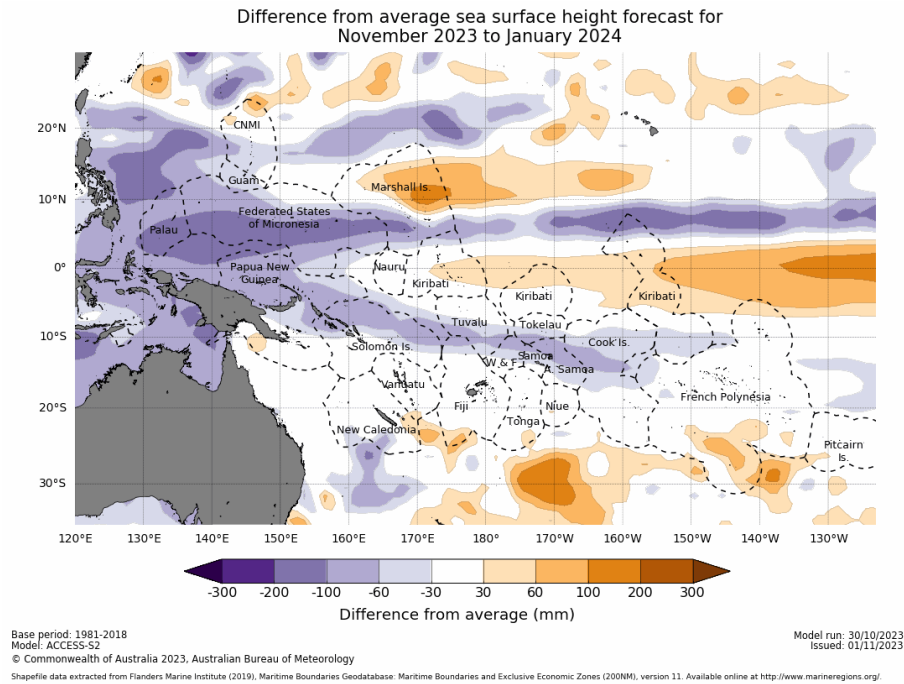 Difference from average sea surface height forecast for
November 2023 to January 2024
20°N
10°N
0°
10°S
20°S
30°S
CNMI
Guam
Marshall Is.
Palau
Federated States
of Micronesia
Papua New
Guinea
Nauru
Kiribati
Kiribati
Kiribati
Tuvalu
Tokelau
Solomon Is.
Cook Is.
W & F
Samoa
A. Samoa
Vanuatu
Fiji
Niue
French Polynesia
Tonga
New Caledonia
Pitcairn
Is.
120°E 130°E 140°E 150°E 160°E 170°E 180° 170°W 160°W 150°W 140°W 130°W
-300 -200 -100 -60 -30 30 60 100 200 300
Difference from average (mm)
Base period: 1981-2018
Model: ACCESS-S2
© Commonwealth of Australia 2023, Australian Bureau of Meteorology
Model run: 30/10/2023
Issued: 01/11/2023
Shapefile data extracted from Flanders Marine Institute (2019), Maritime Boundaries Geodatabase: Maritime Boundaries and Exclusive Economic Zones (200NM), version 11. Available online at http://www.marineregions.org/.